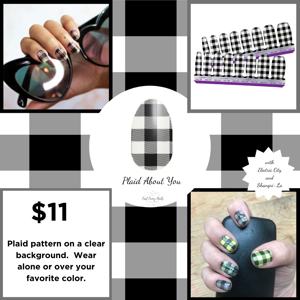 Plaid About You
with
Electric City
and
Shangri-La
$11
Plaid pattern on a clear
background. Wear
alone or over your
favorite color.